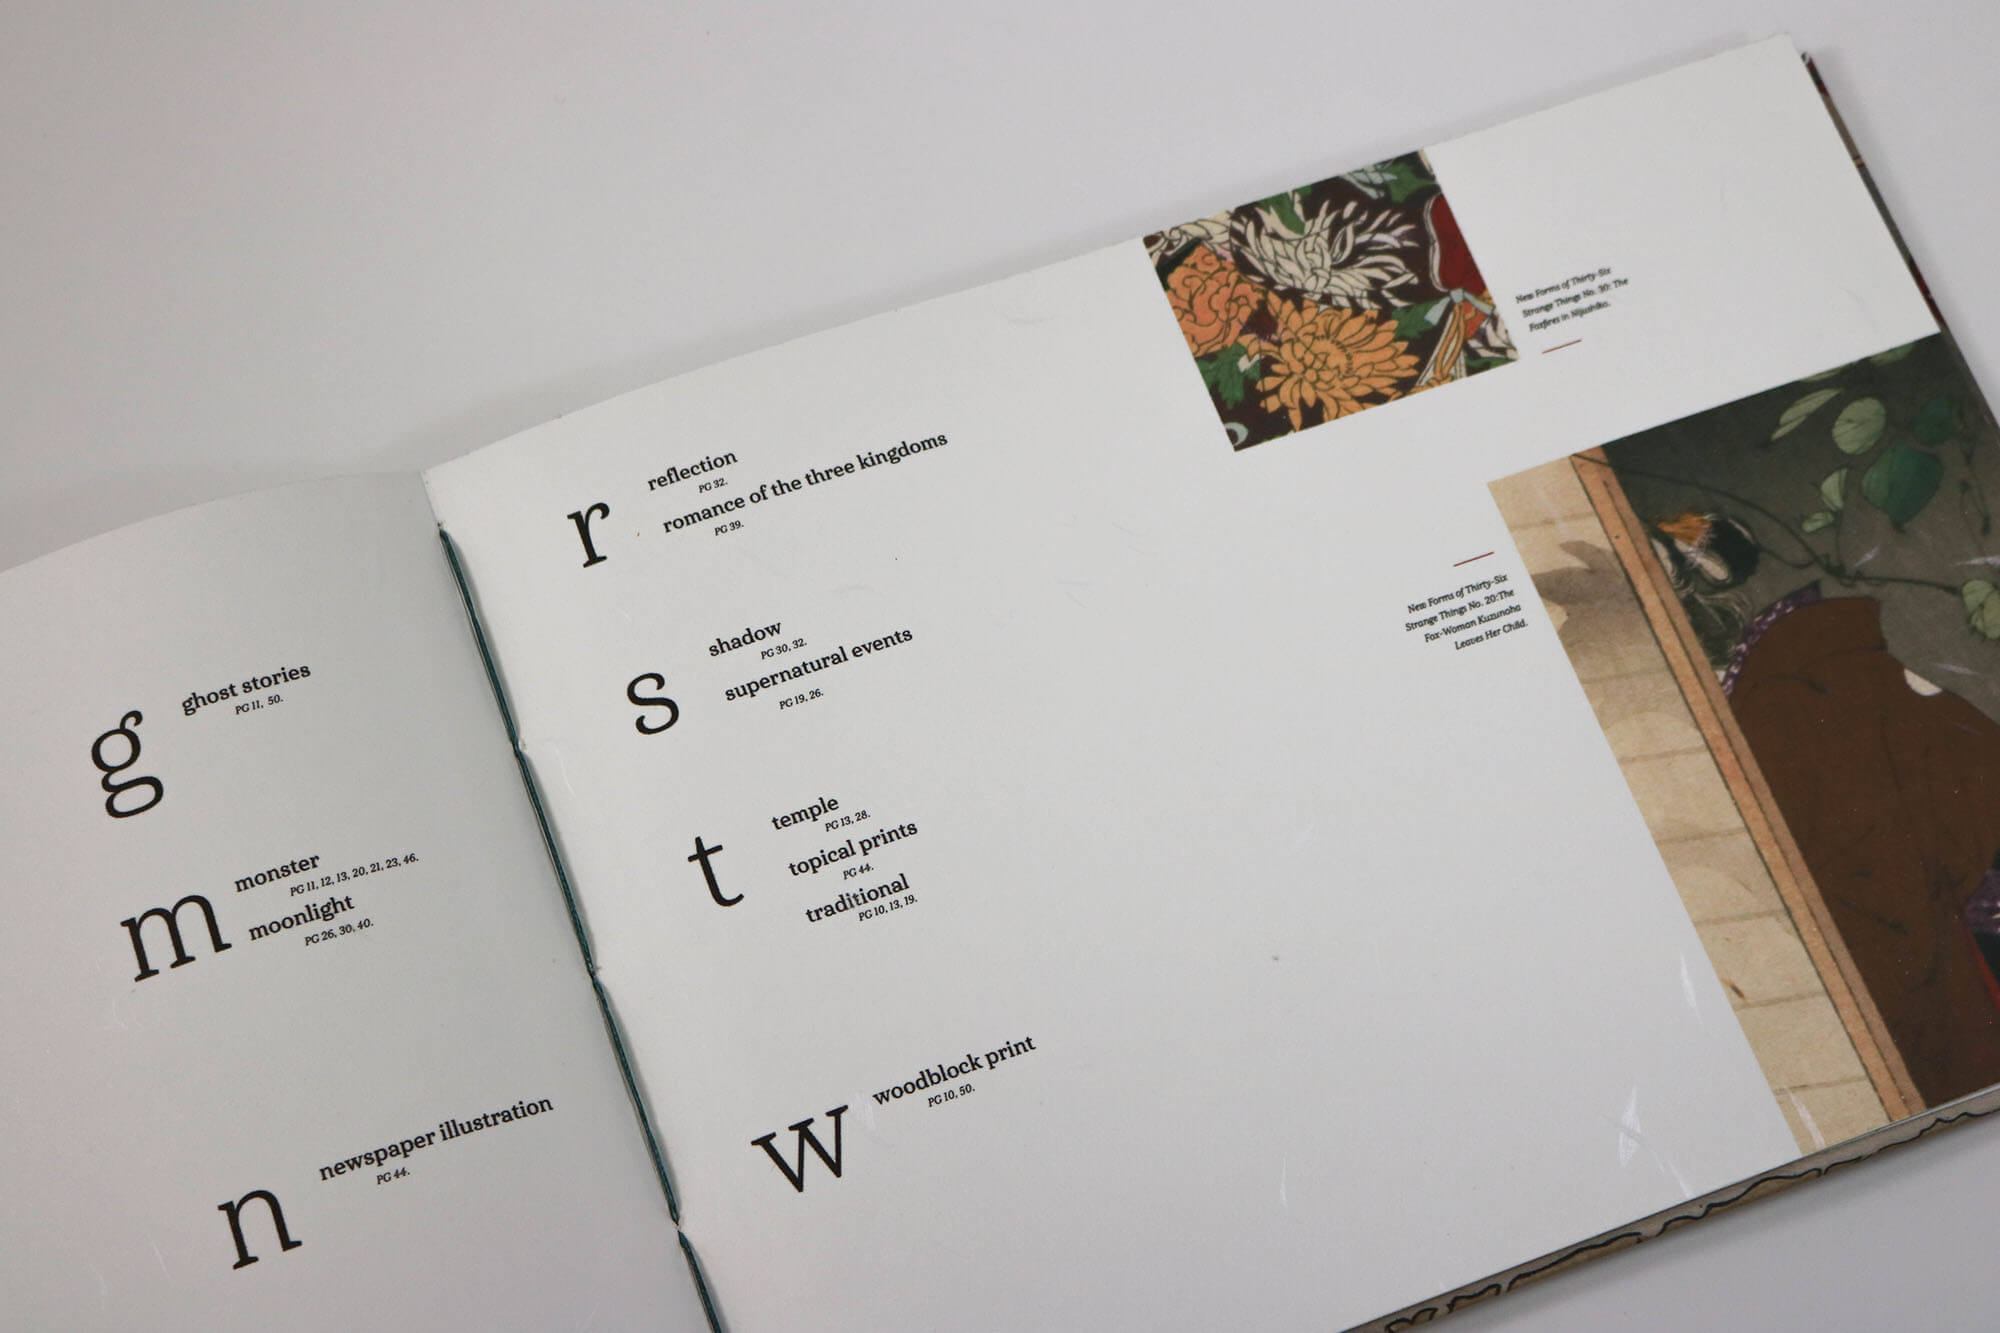 g
ghost stories
PG 11, 50.
m
monster
PG 11, 12, 13, 20, 21, 23, 46.
moonlight
PG 26, 30, 40.
n
newspaper illustration
PG 44.
r
reflection
PG 32.
romance of the three kingdoms
PG 39.
s
shadow
PG 30, 32.
supernatural events
PG 19, 26.
t
temple
PG 13, 28.
topical prints
PG 44.
traditional
PG 10, 13, 19.
w
woodblock print
PG 10, 50.
New Forms of Thirty-Six
Strange Things No. 30: The
Foxfires in Nijushiko.
New Forms of Thirty-Six
Strange Things No. 20:The
Fox-Woman Kuzunoha
Leaves Her Child.